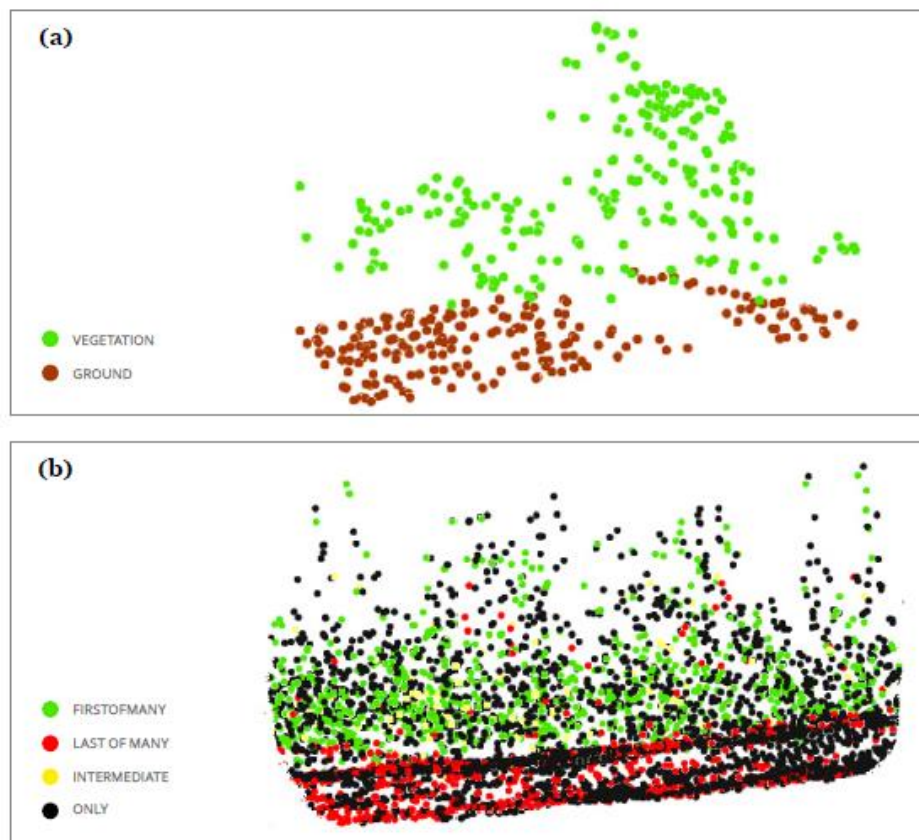 (a)
VEGETATION
GROUND
(b)
FIRSTOFMANY
LAST OF MANY
INTERMEDIATE
ONLY